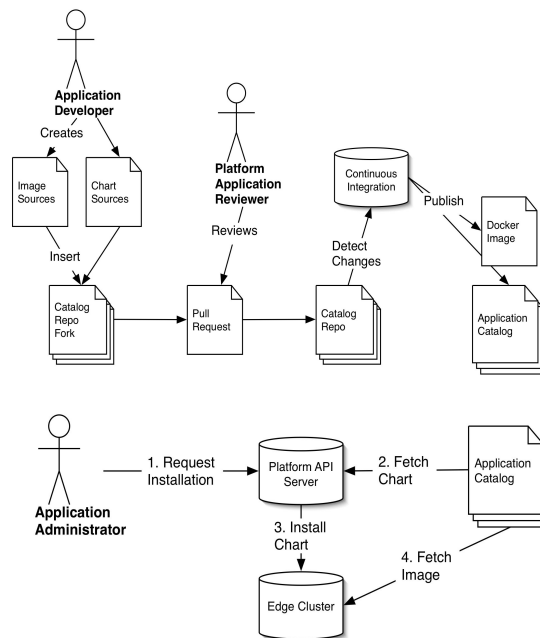 Application
Developer
Creates
Image
Sources
Chart
Sources
Insert
Catalog
Repo
Fork
Platform
Application
Reviewer
Reviews
Pull
Request
Continuous
Integration
Detect
Changes
Catalog
Repo
Publish
Docker
Image
Application
Catalog
Application
Administrator
1. Request
Installation
Platform API
Server
2. Fetch
Chart
Application
Catalog
3. Install
Chart
4. Fetch
Image
Edge Cluster